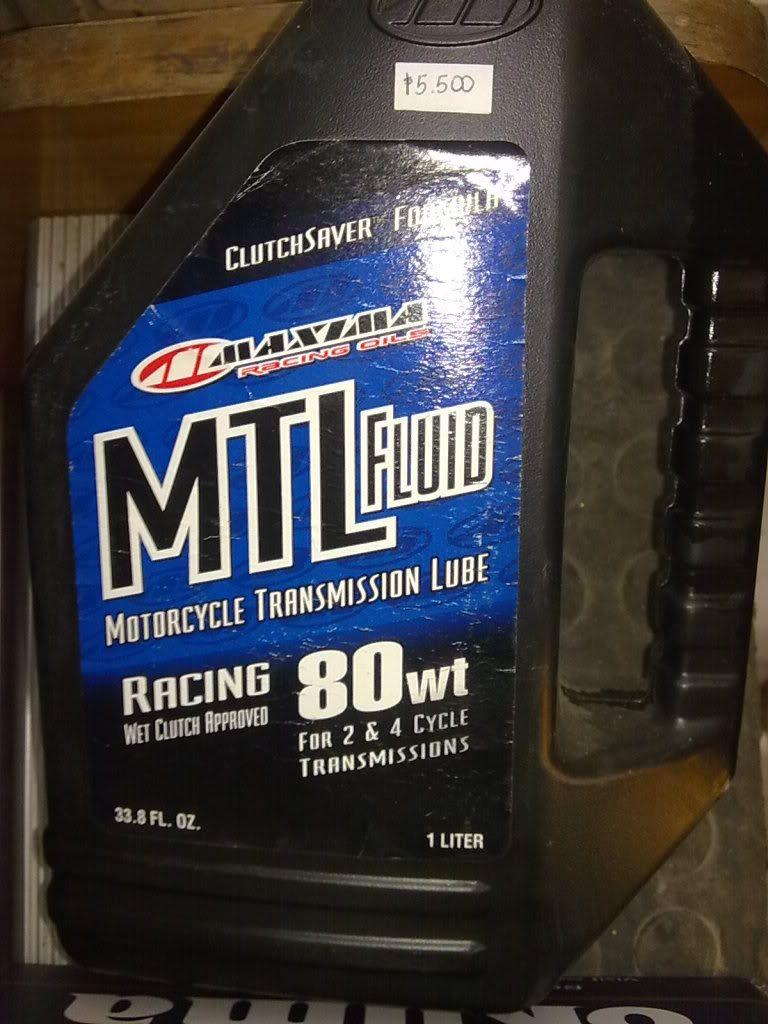 $5.500
CLUTCHSAVER™ FORMULA
MAXIMA
RACING OILS
MTL FLUID
MOTORCYCLE TRANSMISSION LUBE
RACING
WET CLUTCH APPROVED
80wt
FOR 2 & 4 CYCLE
TRANSMISSIONS
33.8 FL. OZ.
1 LITER